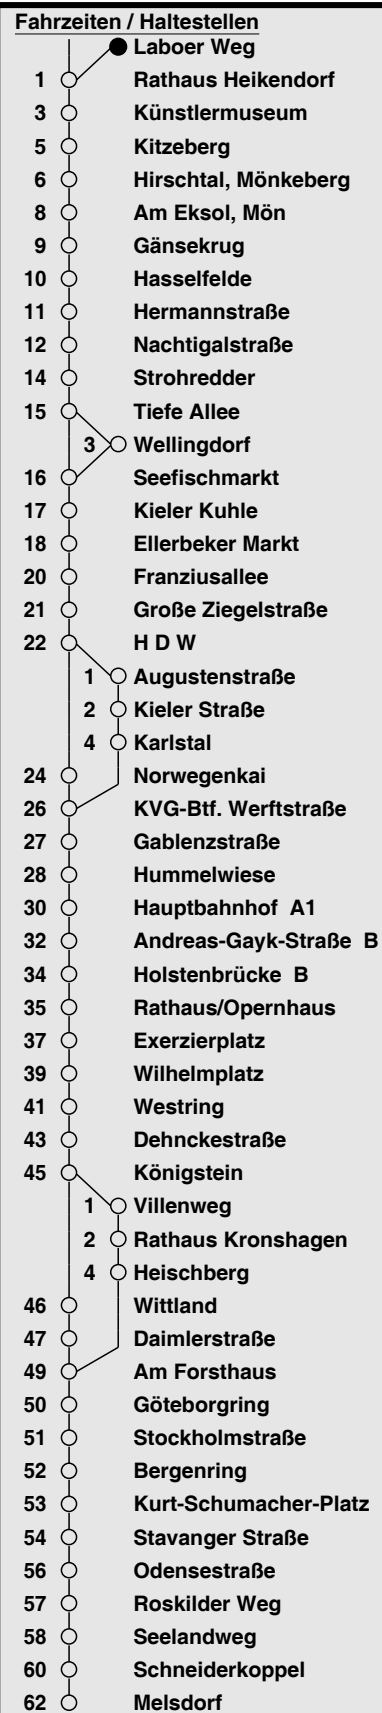 Fahrzeiten / Haltestellen
Laboer Weg
1 Rathaus Heikendorf
3 Künstlermuseum
5 Kitzeberg
6 Hirschtal, Mönkeberg
8 Am Eksol, Mön
9 Gänsekrug
10 Hasselfelde
11 Hermannstraße
12 Nachtigalstraße
14 Strohredder
15 Tiefe Allee
3 Wellingdorf
16 Seefischmarkt
17 Kieler Kuhle
18 Ellerbeker Markt
20 Franziusallee
21 Große Ziegelstraße
22 H D W
1 Augustenstraße
2 Kieler Straße
4 Karlstal
24 Norwegenkai
26 KVG-Btf. Werftstraße
27 Gablenzstraße
28 Hummelwiese
30 Hauptbahnhof A1
32 Andreas-Gayk-Straße B
34 Holstenbrücke B
35 Rathaus/Opernhaus
37 Exerzierplatz
39 Wilhelmplatz
41 Westring
43 Dehnckestraße
45 Königstein
1 Villenweg
2 Rathaus Kronshagen
4 Heischberg
46 Wittland
47 Daimlerstraße
49 Am Forsthaus
50 Göteborgring
51 Stockholmstraße
52 Bergenring
53 Kurt-Schumacher-Platz
54 Stavanger Straße
56 Odensestraße
57 Roskilder Weg
58 Seelandweg
60 Schneiderkoppel
62 Melsdorf